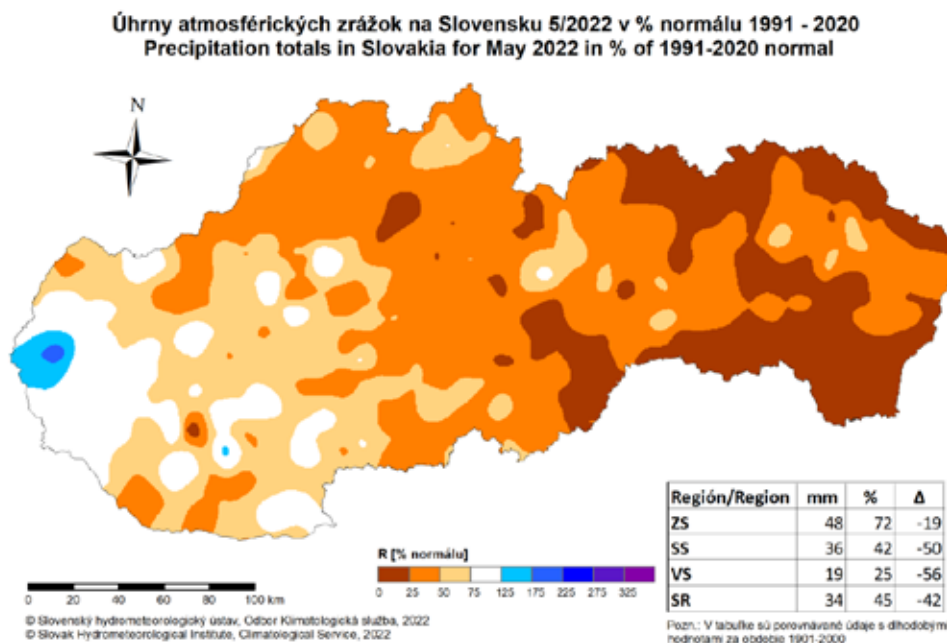 Úhrny atmosférických zrážok na Slovensku 5/2022 v % normálu 1991 - 2020
Precipitation totals in Slovakia for May 2022 in % of 1991-2020 normal
N
Región/Region mm % Δ
ZS 48 72 -19
SS 36 42 -50
VS 19 25 -56
SR 34 45 -42
R [% normálu]
0 25 50 75 125 175 225 275 325
0 20 40 60 80 100 km
© Slovenský hydrometeorologický ústav, Odbor Klimatologická služba, 2022
© Slovak Hydrometeorological Institute, Climatological Service, 2022
Pozn.: V tabuľke sú porovnávané údaje s dlhodobým
hodnotami za obdobie 1901-2000